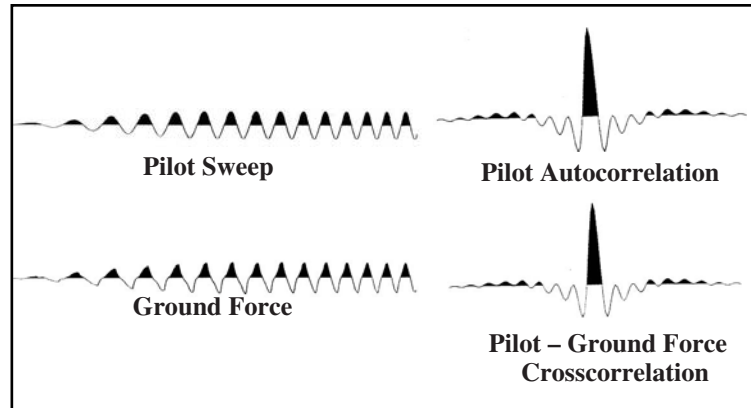 Pilot Sweep
Pilot Autocorrelation
Ground Force
Pilot – Ground Force
Crosscorrelation